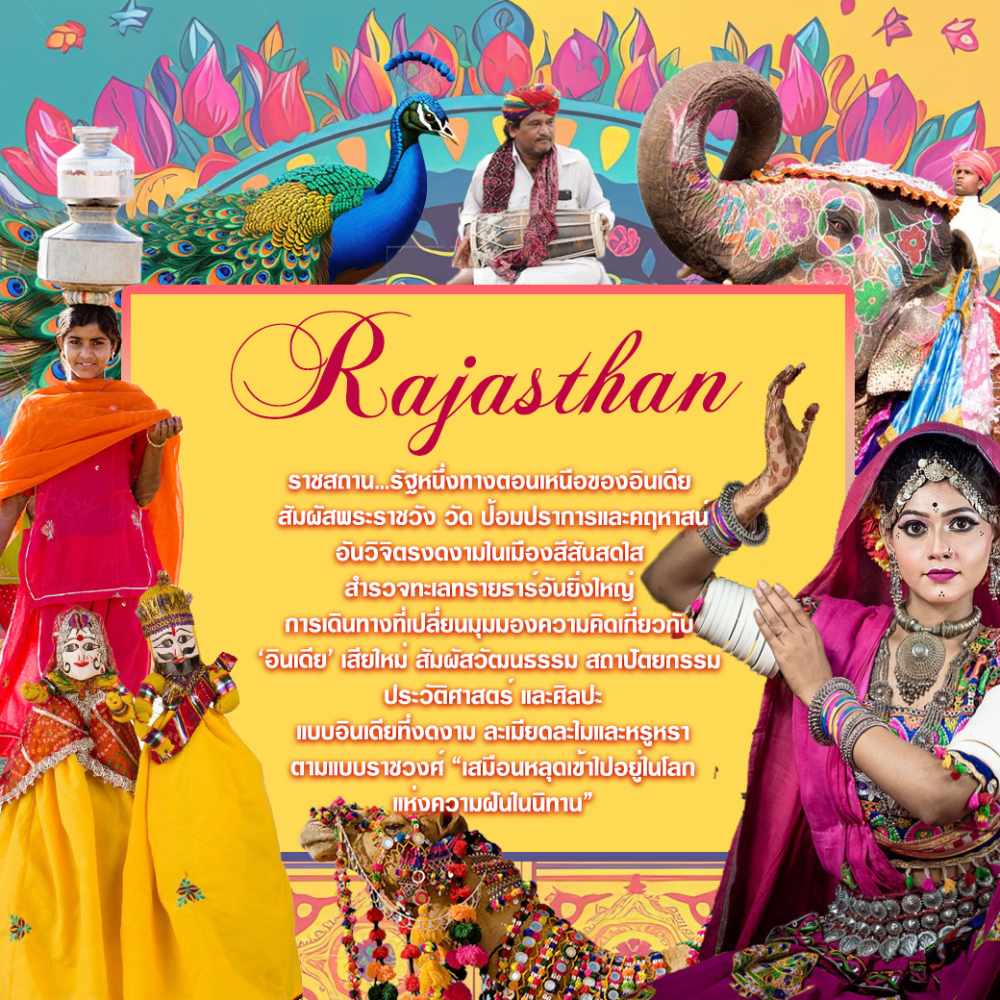 Rajasthan
ราชสถาน...รัฐหนึ่งทางตอนเหนือของอินเดีย
สัมผัสพระราชวัง วัด ป้อมปราการและคฤหาสน์
อันวิจิตรงดงามในเมืองสีสันสดใส
สำรวจทะเลทรายธาร์อันยิ่งใหญ่
การเดินทางที่เปลี่ยนมุมมองความคิดเกี่ยวกับ
‘อินเดีย’ เสียใหม่ สัมผัสวัฒนธรรม สถาปัตยกรรม
ประวัติศาสตร์ และศิลปะ
แบบอินเดียที่งดงาม ละเมียดละไมและหรูหรา
ตามแบบราชวงศ์ “เสมือนหลุดเข้าไปอยู่ในโลก
แห่งความฝันในนิทาน”